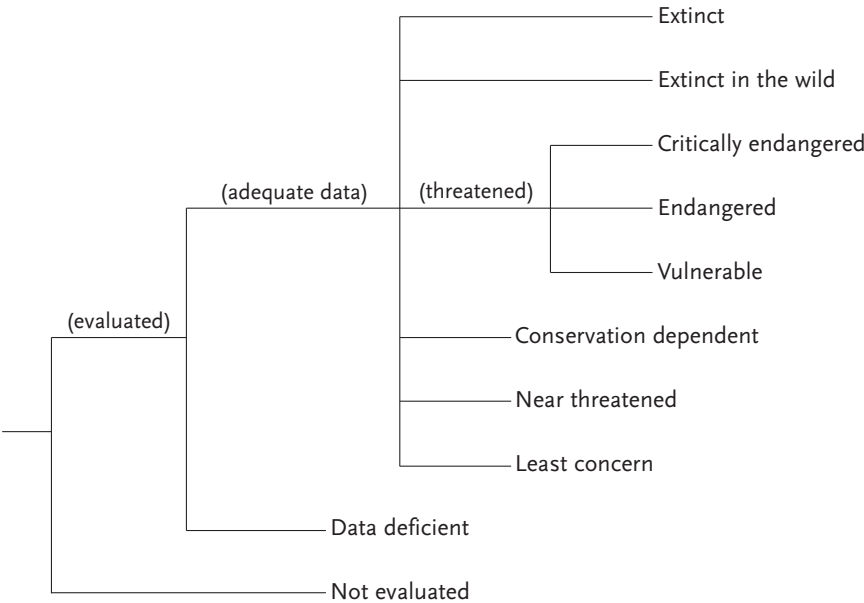 Extinct
Extinct in the wild
Critically endangered
(adequate data)
(threatened)
Endangered
Vulnerable
(evaluated)
Conservation dependent
Near threatened
Least concern
Data deficient
Not evaluated